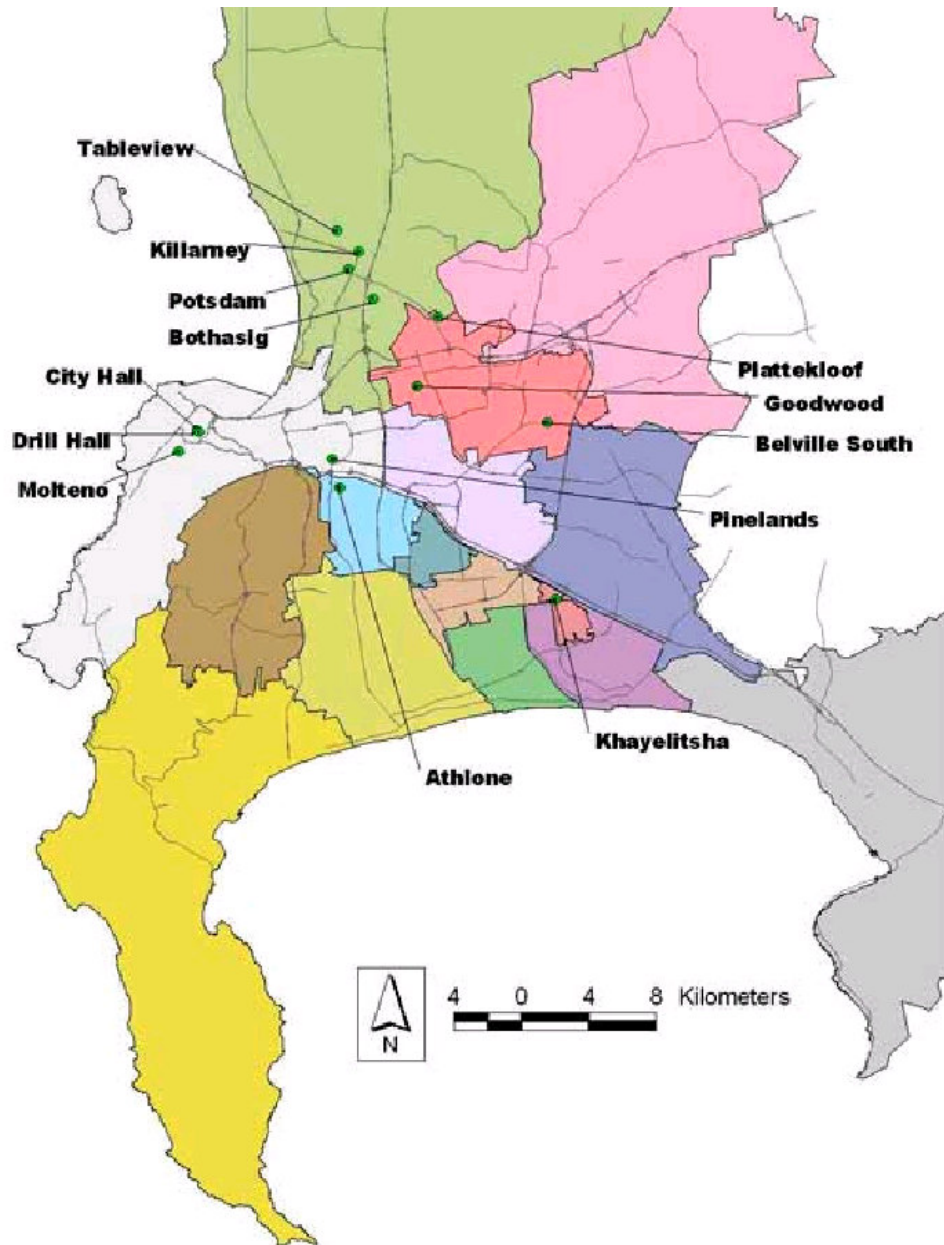 Tableview
Killarney
Potsdam
Bothasig
City Hall
Plattekloof
Goodwood
Drill Hall
Belville South
Molteno
Pinelands
Khayelitsha
Athlone
4 0 4 8 Kilometers
N